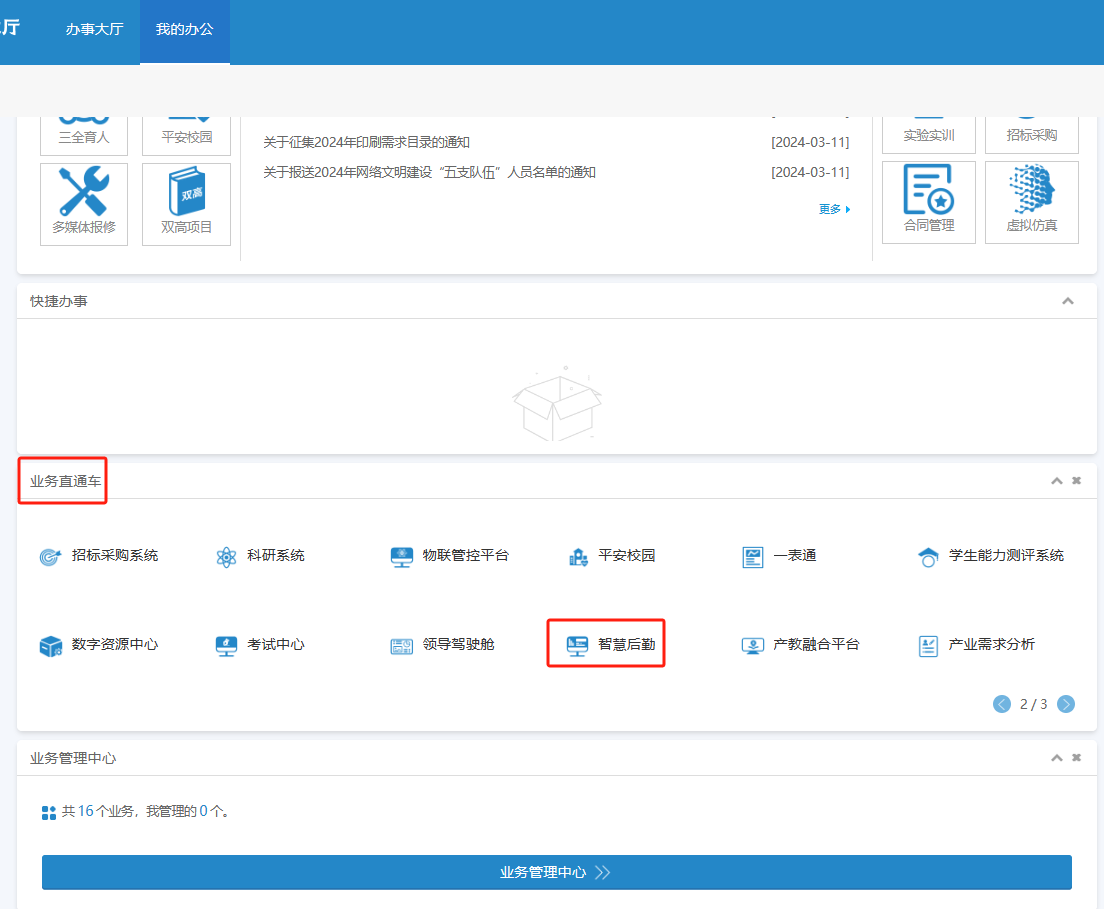 厅 办事大厅 我的办公
三全育人 平安校园
关于征集2024年印刷需求目录的通知 [2024-03-11]
实验实训 招标采购
关于报送2024年网络文明建设“五支队伍”人员名单的通知 [2024-03-11]
双高
更多
多媒体报修 双高项目
合同管理 虚拟仿真
快捷办事
业务直通车
招标采购系统 科研系统 物联管控平台 平安校园 一表通 学生能力测评系统
数字资源中心 考试中心 领导驾驶舱 智慧后勤 产教融合平台 产业需求分析
2 / 3
业务管理中心
共16个业务，我管理的0个。
业务管理中心